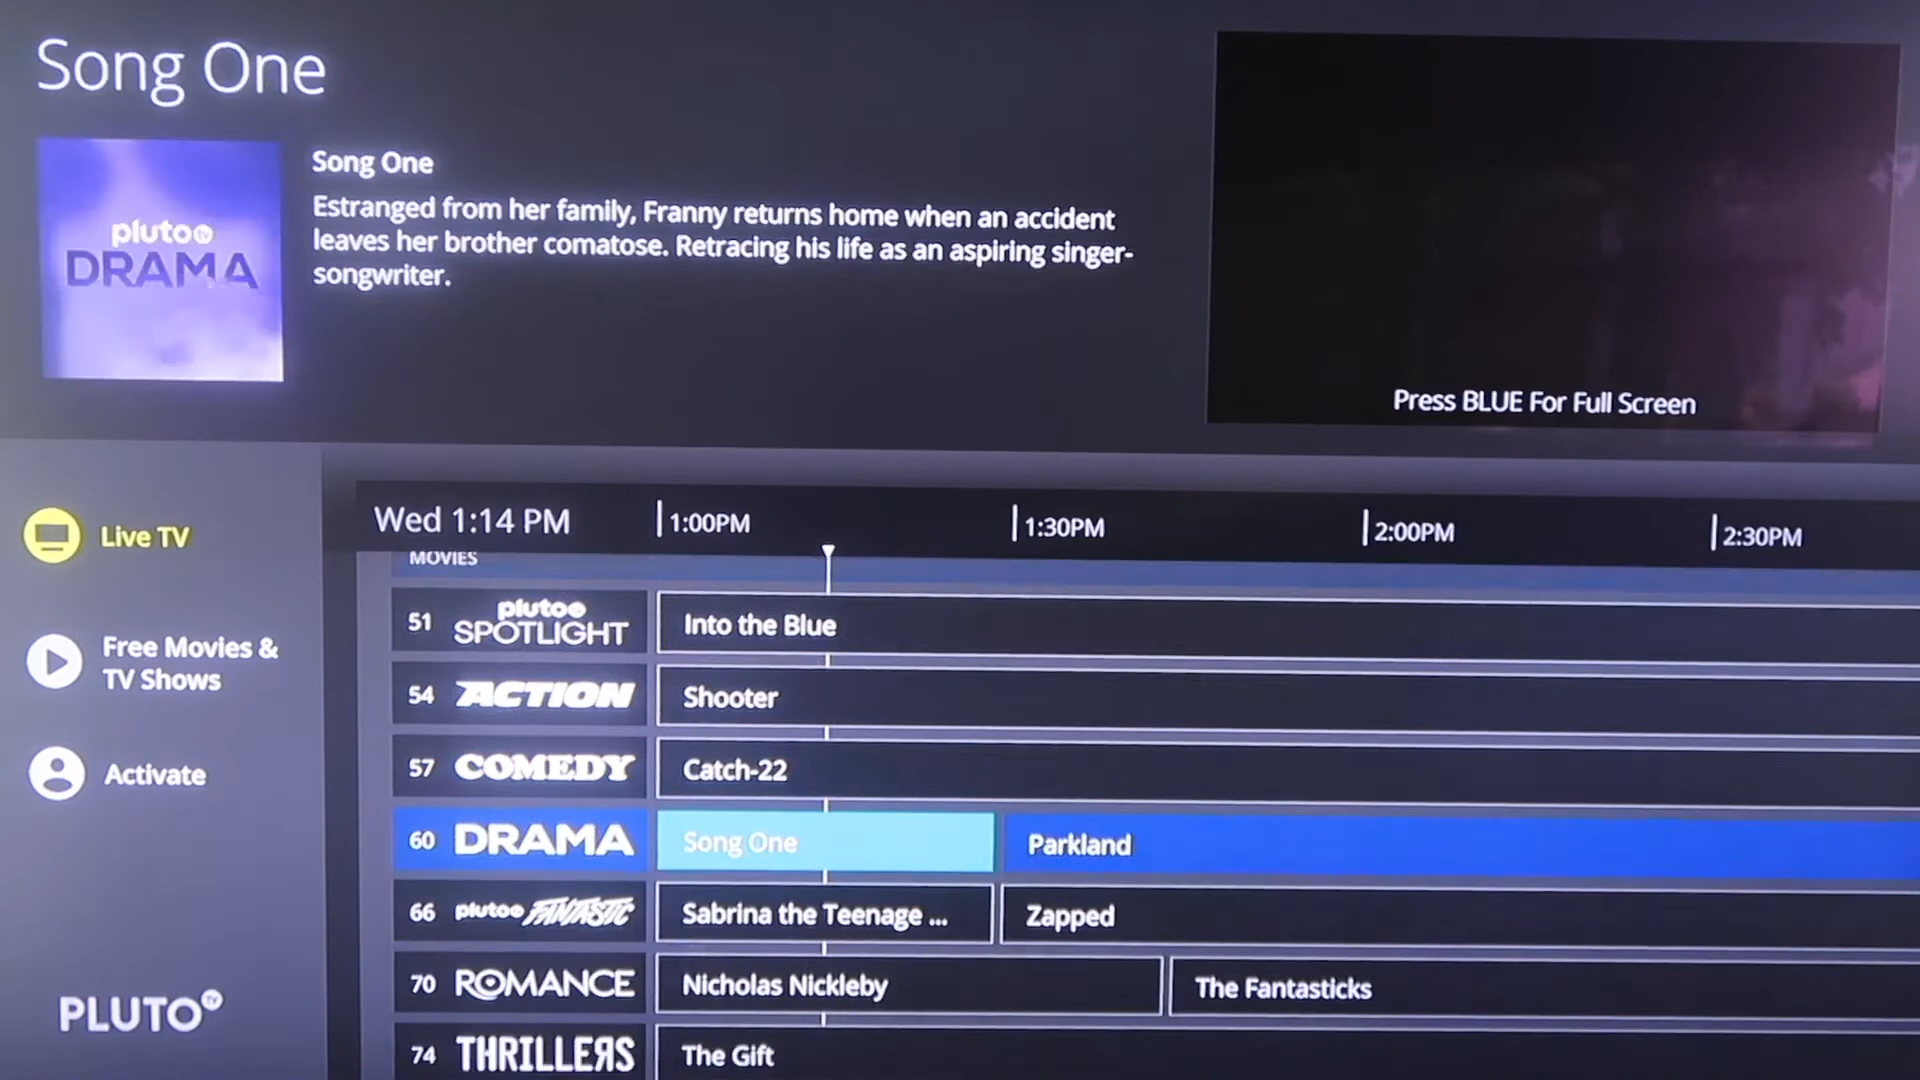 Song One
pluto tv
DRAMA
Song One
Estranged from her family, Franny returns home when an accident
leaves her brother comatose. Retracing his life as an aspiring singer-
songwriter.
Press BLUE For Full Screen
Live TV
Free Movies &
TV Shows
Activate
PLUTO TV
Wed 1:14 PM 1:00PM 1:30PM 2:00PM 2:30PM
MOVIES
51 pluto SPOTLIGHT Into the Blue
54 ACTION Shooter
57 COMEDY Catch-22
60 DRAMA Song One Parkland
66 pluto FANTASTIC Sabrina the Teenage ... Zapped
70 ROMANCE Nicholas Nickleby The Fantasticks
74 THRILLERS The Gift